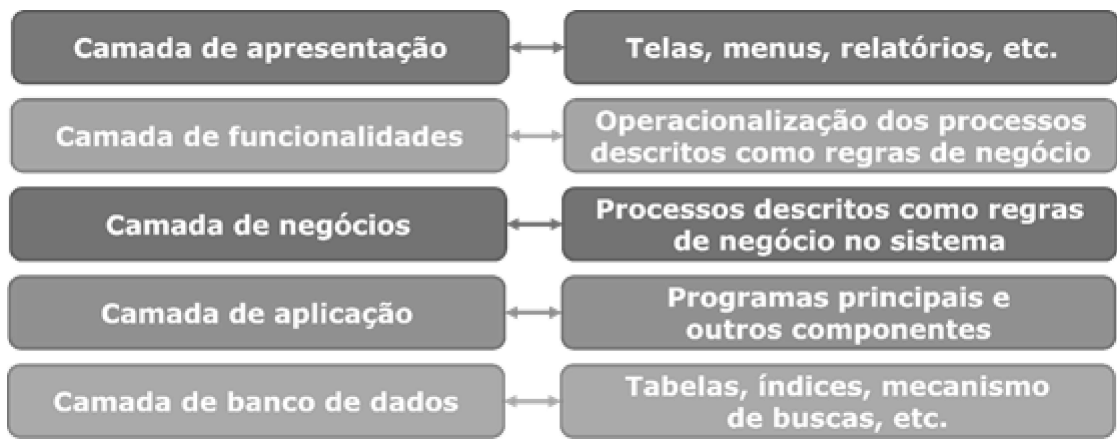 Camada de apresentação
Telas, menus, relatórios, etc.
Camada de funcionalidades
Operacionalização dos processos
descritos como regras de negócio
Camada de negócios
Processos descritos como regras
de negócio no sistema
Camada de aplicação
Programas principais e
outros componentes
Camada de banco de dados
Tabelas, índices, mecanismo
de buscas, etc.